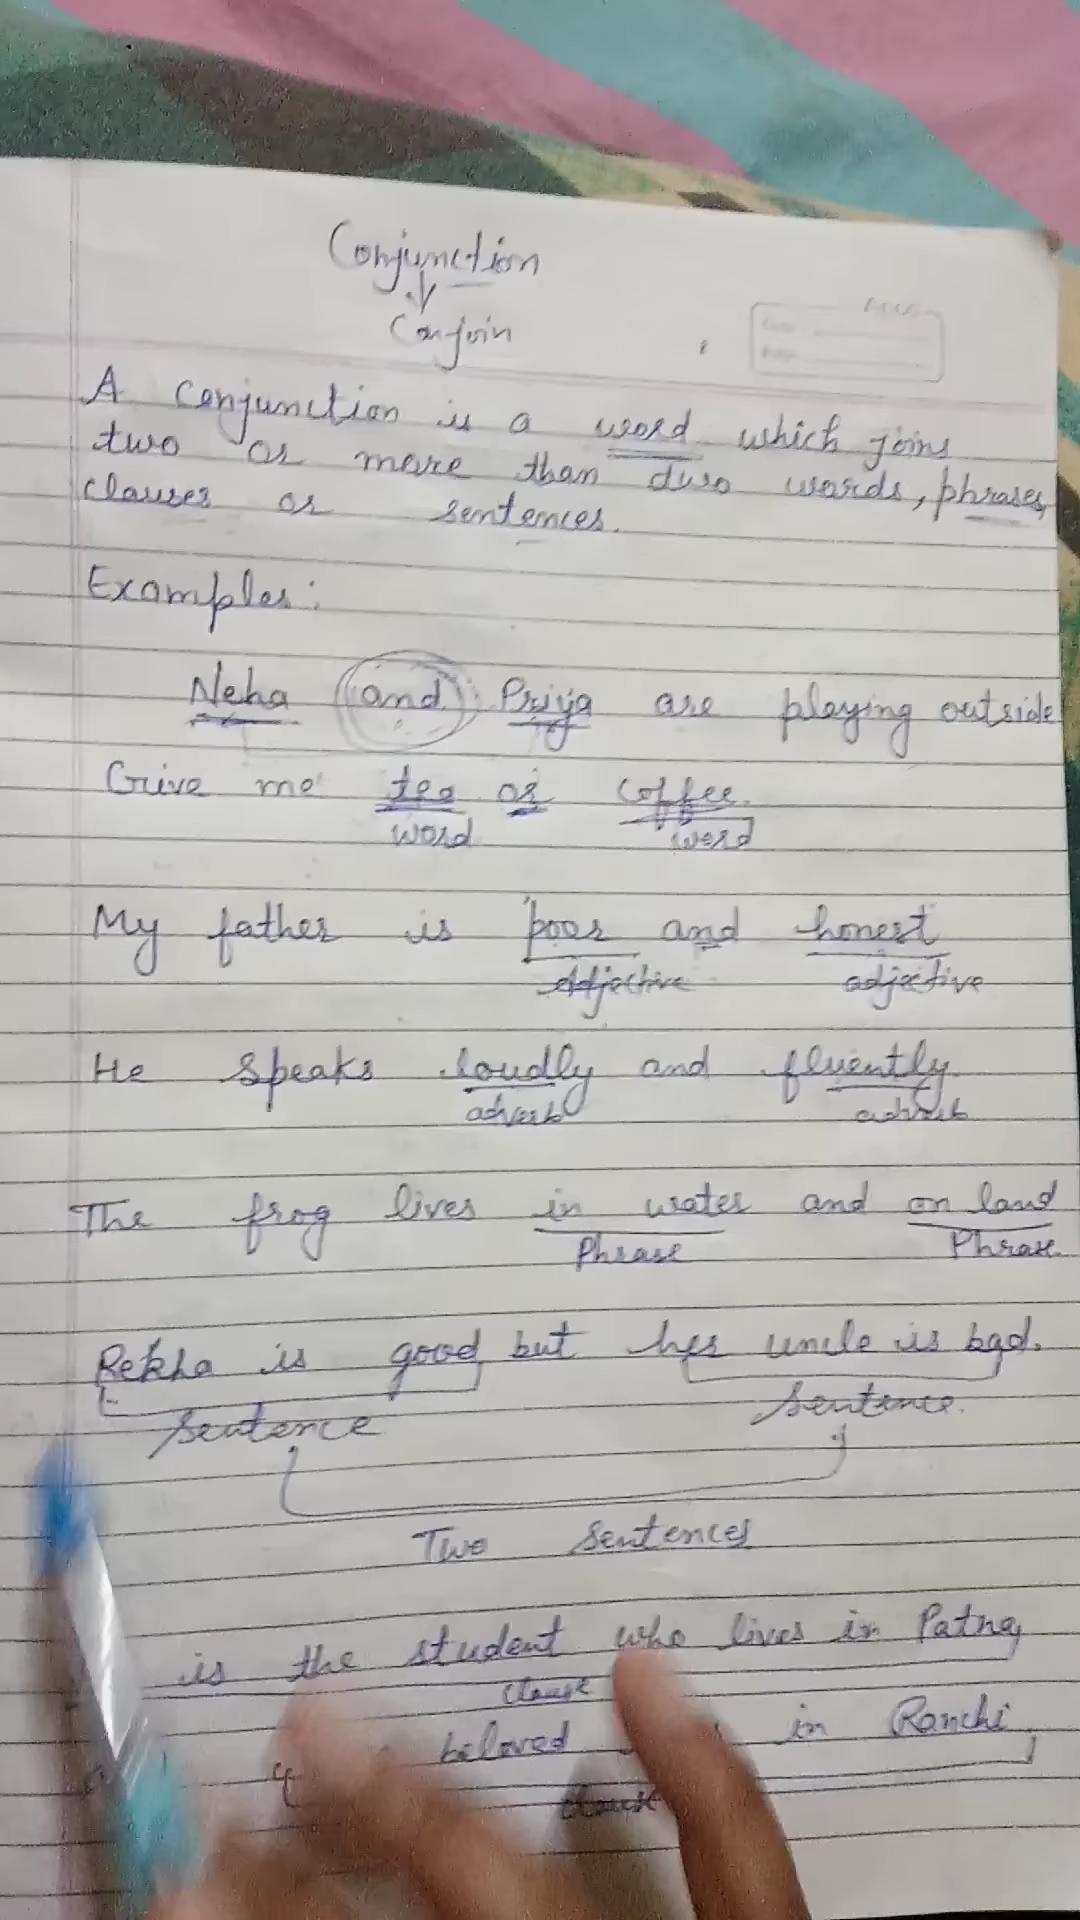 Conjunction
Conjoin
A Conjunction is a word which joins
two or more than two words, phrases,
clauses or sentences.
Examples:
Neha and Priya are playing outside
Give me tea or Coffee.
word word
My father is poor and honest
adjective adjective
He speaks loudly and fluently.
adverb adverb
The frog lives in water and on land
Phrase Phrase
Rekha is good but her uncle is bad.
Sentence Sentence.
Two Sentences
is the student who lives in Patna,
clause
beloved in Ranchi
clause